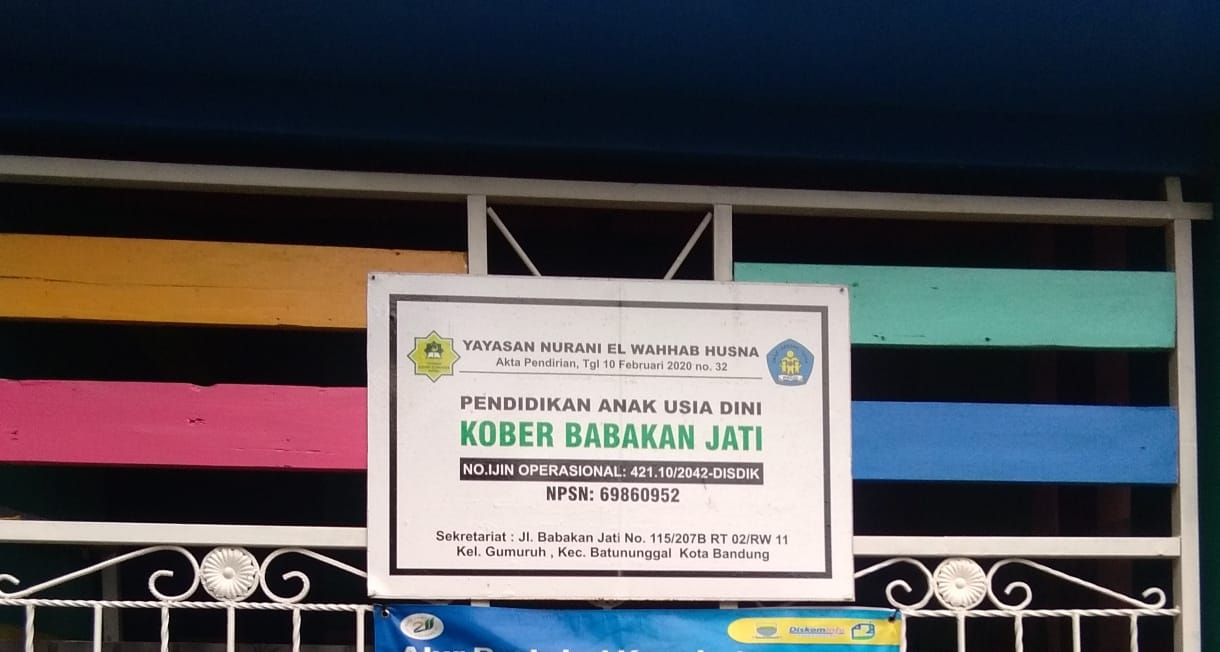 YAYASAN NURANI EL WAHHAB HUSNA
Akta Pendirian, Tgl 10 Februari 2020 no. 32
PENDIDIKAN ANAK USIA DINI
KOBER BABAKAN JATI
NO.IJIN OPERASIONAL: 421.10/2042-DISDIK
NPSN: 69860952
Sekretariat : Jl. Babakan Jati No. 115/207B RT 02/RW 11
Kel. Gumuruh , Kec. Batununggal Kota Bandung
Diskominfo